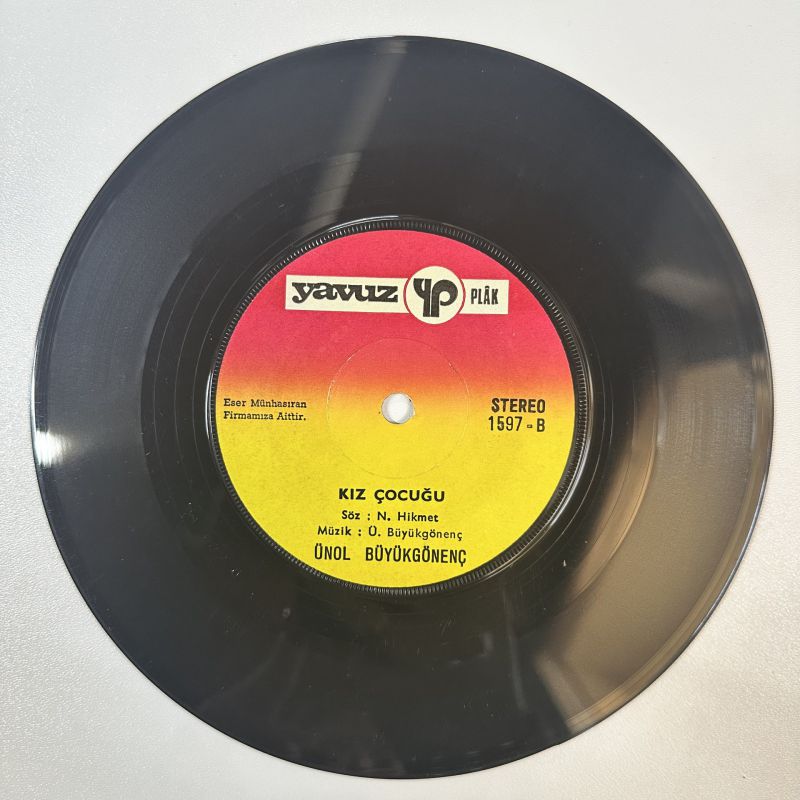 yavuz yp PLÂK
Eser Münhasıran
Firmamıza Aittir.
STEREO
1597-B
KIZ ÇOCUĞU
Söz : N. Hikmet
Müzik : Ü. Büyükgönenç
ÜNOL BÜYÜKGÖNENÇ